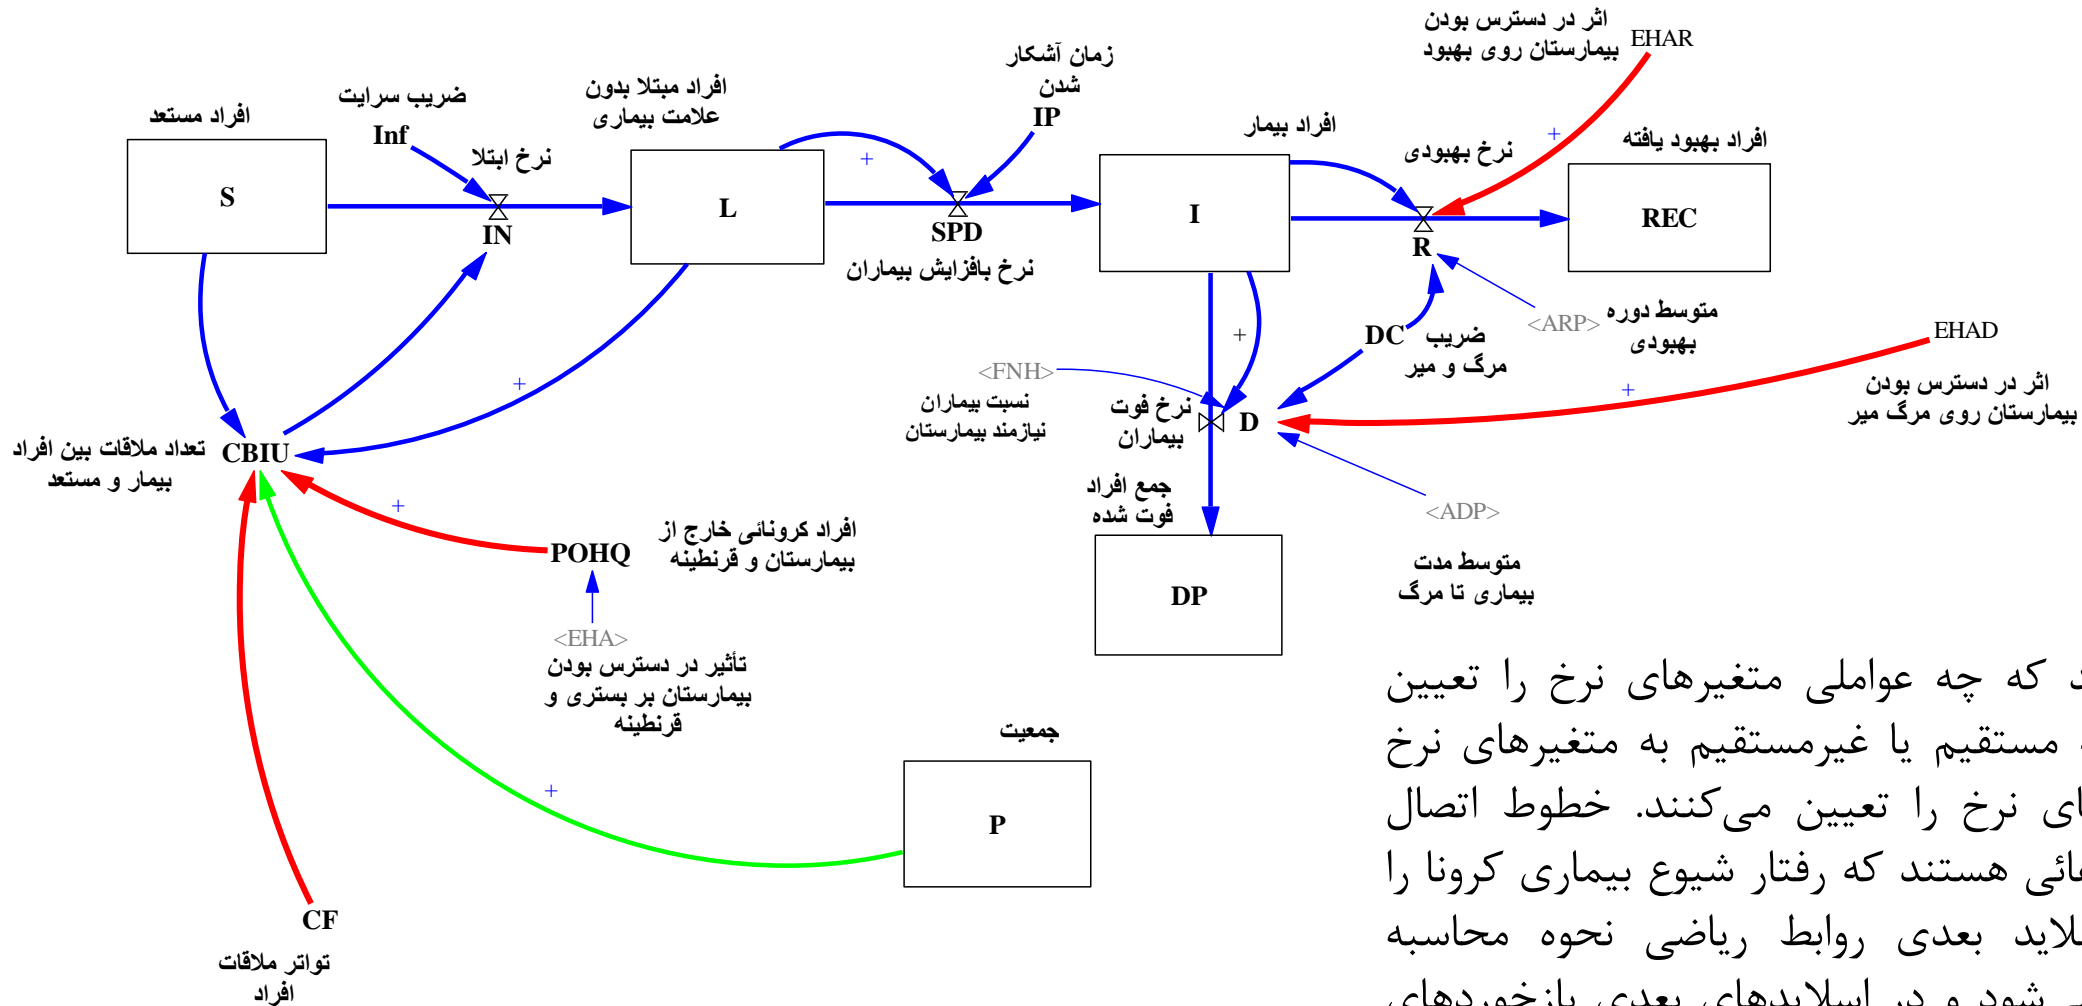 افراد مستعد
S
ضریب سرایت
Inf
نرخ ابتلا
IN
افراد مبتلا بدون
علامت بیماری
L
+
زمان آشکار
شدن
IP
SPD
نرخ بافزایش بیماران
افراد بیمار
I
نرخ بهبودی
R
اثر در دسترس بودن
بیمارستان روی بهبود
EHAR
+
افراد بهبود یافته
REC
<ARP>
متوسط دوره
بهبودی
DC
ضریب
مرگ و میر
+
<FNH>
نسبت بیماران
نیازمند بیمارستان
نرخ فوت
بیماران
D
EHAD
+
اثر در دسترس بودن
بیمارستان روی مرگ میر
<ADP>
متوسط مدت
بیماری تا مرگ
جمع افراد
فوت شده
DP
+
تعداد ملاقات بین افراد
بیمار و مستعد
CBIU
+
POHQ
افراد کرونائی خارج از
بیمارستان و قرنطینه
<EHA>
تأثیر در دسترس بودن
بیمارستان بر بستری و
قرنطینه
جمعیت
P
+
CF
تواتر ملاقات
افراد
که چه عواملی متغیرهای نرخ را تعیین
مستقیم یا غیرمستقیم به متغیرهای نرخ
نرخ را تعیین می‌کنند. خطوط اتصال
هستند که رفتار شیوع بیماری کرونا را
بعدی روابط ریاضی نحوه محاسبه
شود و در اسلایدهای بعدی بازخوردهای